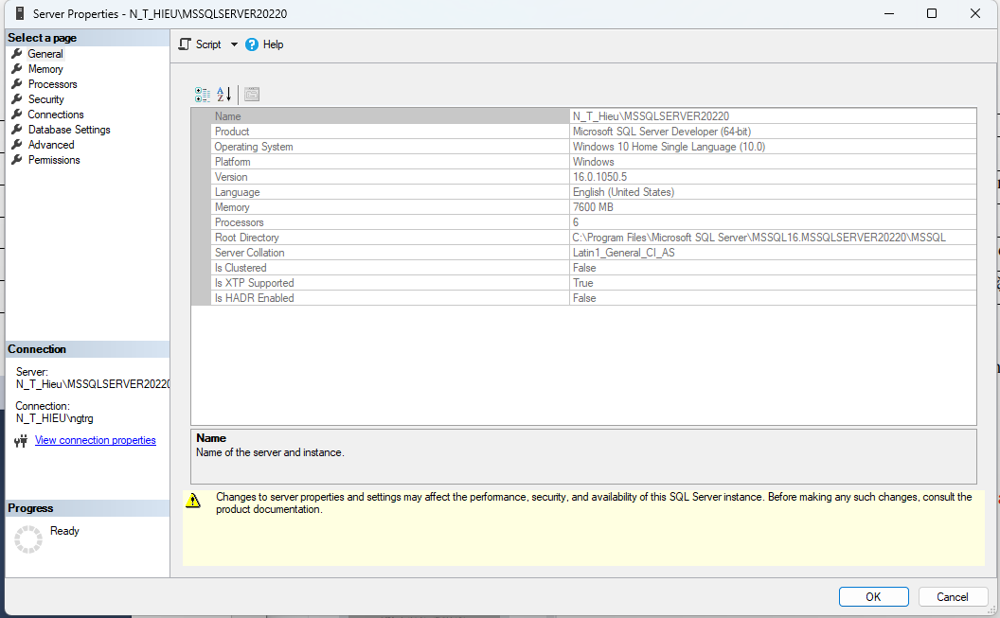 Server Properties - N_T_HIEU\MSSQLSERVER20220
Select a page
General
Memory
Processors
Security
Connections
Database Settings
Advanced
Permissions
Script
Help
Name N_T_Hieu\MSSQLSERVER20220
Product Microsoft SQL Server Developer (64-bit)
Operating System Windows 10 Home Single Language (10.0)
Platform Windows
Version 16.0.1050.5
Language English (United States)
Memory 7600 MB
Processors 6
Root Directory C:\Program Files\Microsoft SQL Server\MSSQL16.MSSQLSERVER20220\MSSQL
Server Collation Latin1_General_CI_AS
Is Clustered False
Is XTP Supported True
Is HADR Enabled False
Connection
Server:
N_T_Hieu\MSSQLSERVER20220
Connection:
N_T_HIEU\ngtrg
View connection properties
Progress
Ready
Name
Name of the server and instance.
Changes to server properties and settings may affect the performance, security, and availability of this SQL Server instance. Before making any such changes, consult the
product documentation.
OK
Cancel